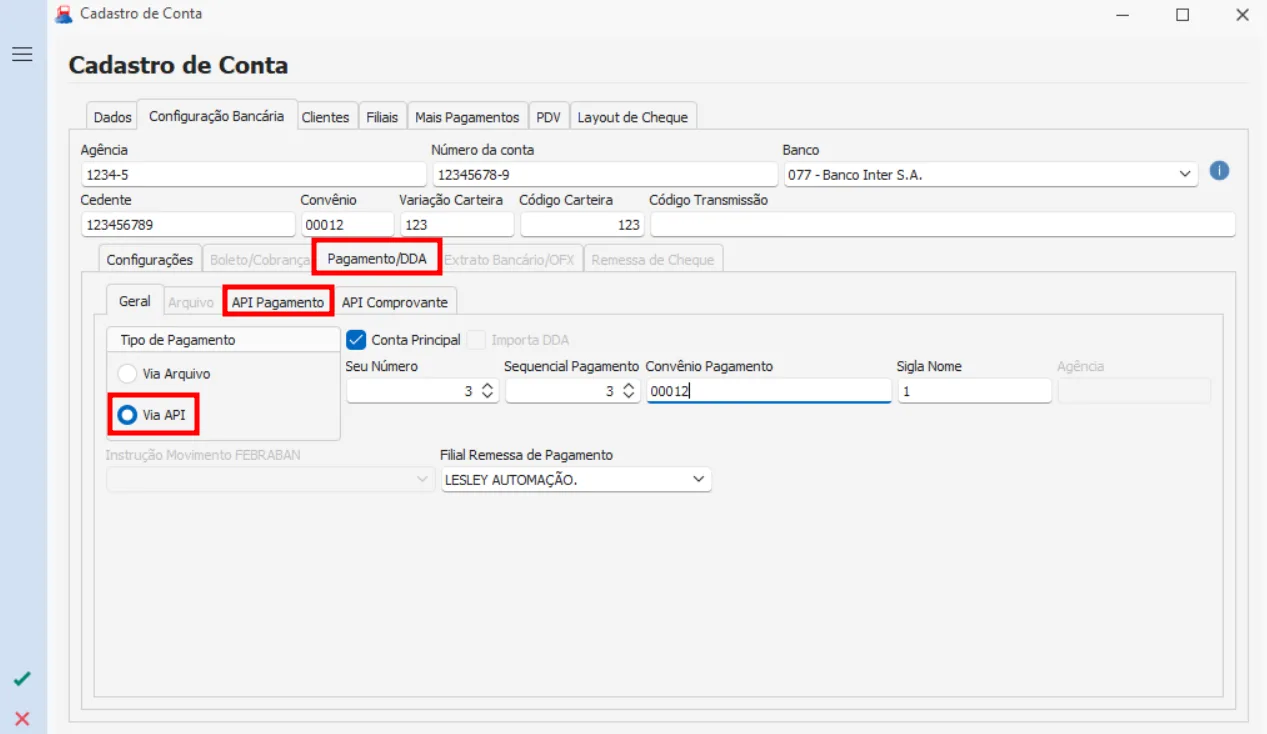 Cadastro de Conta
Cadastro de Conta
Dados Configuração Bancária Clientes Filiais Mais Pagamentos PDV Layout de Cheque
Agência Número da conta Banco
1234-5 12345678-9 077 - Banco Inter S.A. i
Cedente Convênio Variação Carteira Código Carteira Código Transmissão
123456789 00012 123 123
Configurações Boleto/Cobrança Pagamento/DDA Extrato Bancário/OFX Remessa de Cheque
Geral Arquivo API Pagamento API Comprovante
Tipo de Pagamento Conta Principal Importa DDA
Seu Número Sequencial Pagamento Convênio Pagamento Sigla Nome Agência
Via Arquivo
3 3 00012 1
Via API
Instrução Movimento FEBRABAN Filial Remessa de Pagamento
LESLEY AUTOMAÇÃO.